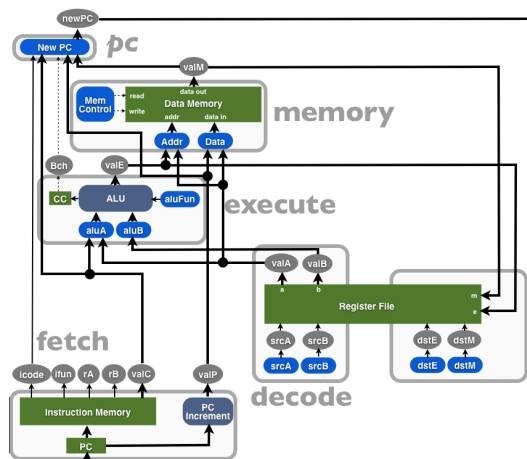 newPC
New PC
pc
valM
data out
Mem
Control
read
write
Data Memory
addr
data in
memory
Addr
Data
Bch
valE
CC
ALU
aluFun
execute
aluA
aluB
valA
valB
a
b
Register File
m
e
fetch
srcA
srcB
dstE
dstM
icode
ifun
rA
rB
valC
valP
srcA
srcB
dstE
dstM
decode
Instruction Memory
PC
Increment
PC